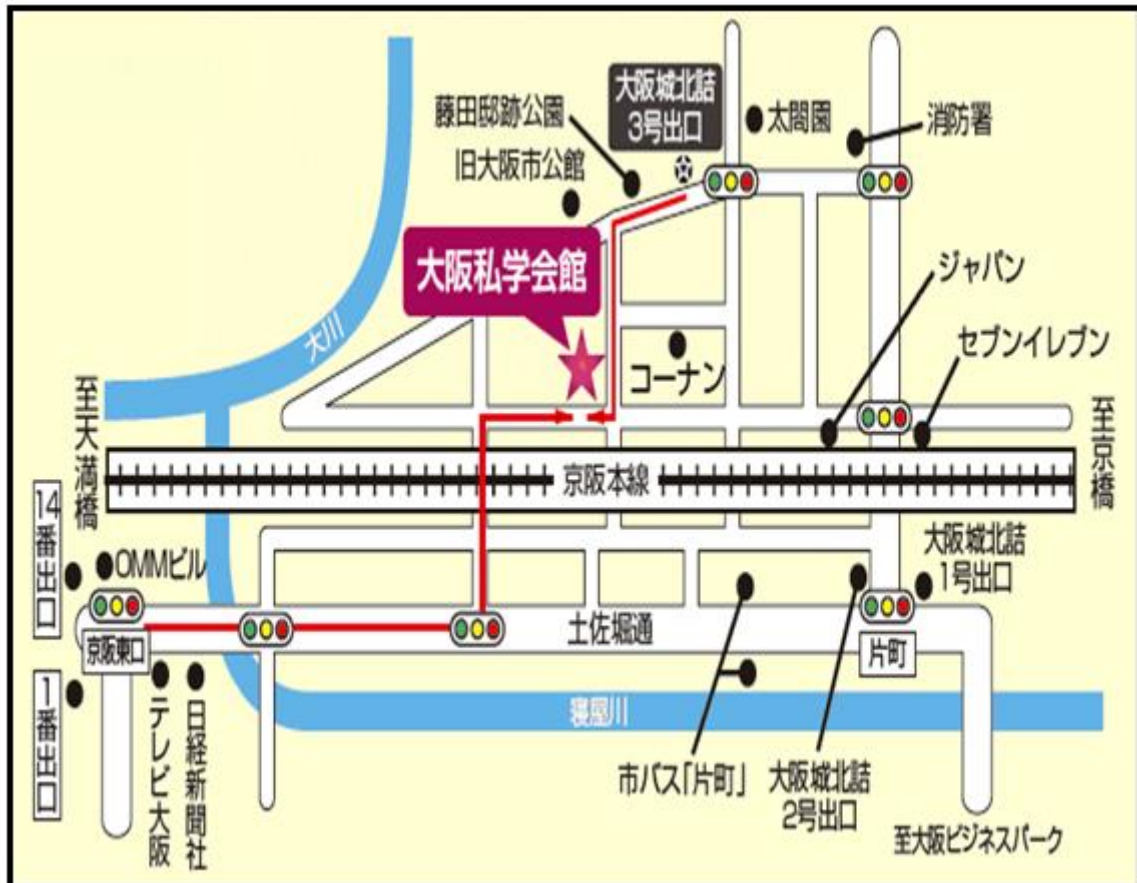 大阪城北詰
3号出口
藤田邸跡公園
旧大阪市公館
太閤園
消防署
大阪私学会館
大川
コーナン
ジャパン
セブンイレブン
至天満橋
京阪本線
至京橋
14番出口
OMMビル
京阪東口
1番出口
テレビ大阪
日経新聞社
土佐堀通
寝屋川
片町
大阪城北詰
1号出口
市バス「片町」
大阪城北詰
2号出口
至大阪ビジネスパーク